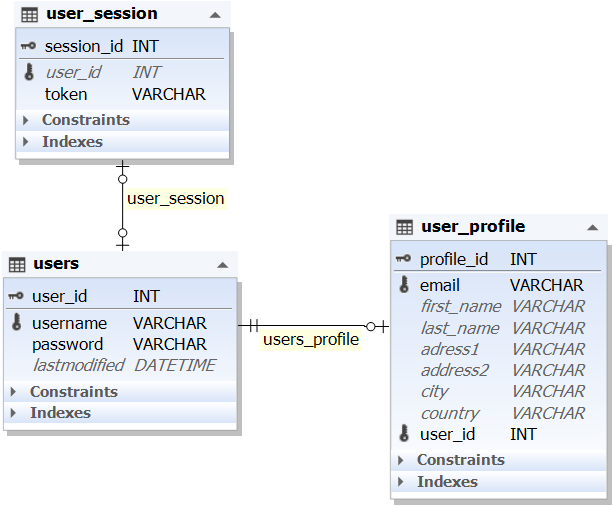 user_session
session_id INT
user_id INT
token VARCHAR
Constraints
Indexes
user_session
users
user_id INT
username VARCHAR
password VARCHAR
lastmodified DATETIME
Constraints
Indexes
users_profile
user_profile
profile_id INT
email VARCHAR
first_name VARCHAR
last_name VARCHAR
adress1 VARCHAR
address2 VARCHAR
city VARCHAR
country VARCHAR
user_id INT
Constraints
Indexes